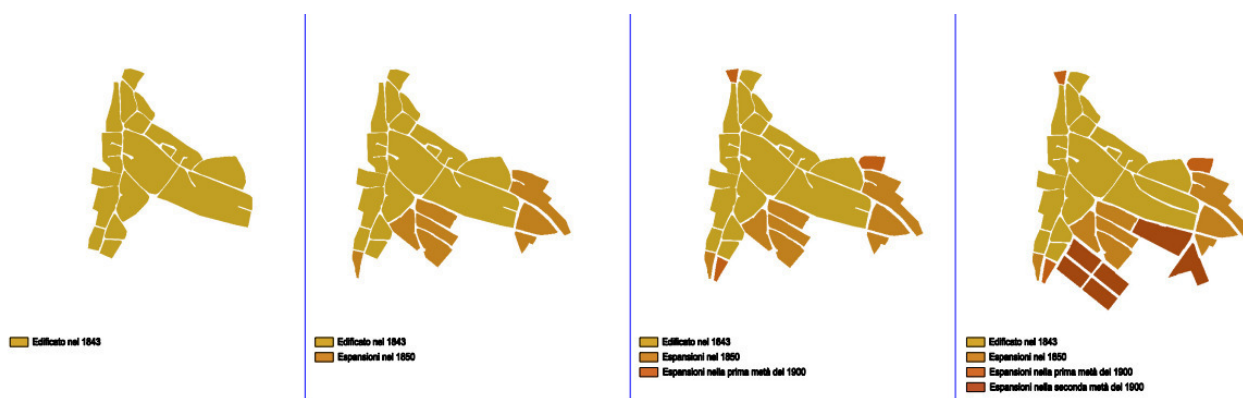 Edificato nel 1843
Edificato nel 1843
Espansioni nel 1850
Edificato nel 1843
Espansioni nel 1850
Espansioni nella prima metà del 1900
Edificato nel 1843
Espansioni nel 1850
Espansioni nella prima metà del 1900
Espansioni nella seconda metà del 1900